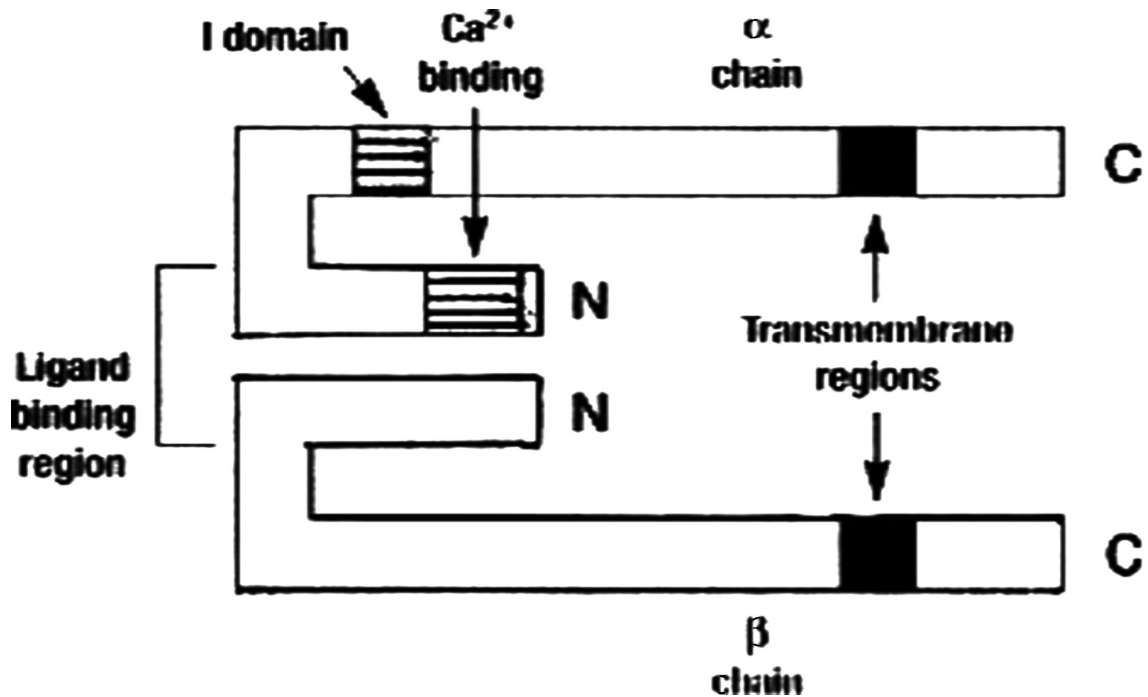 I domain
Ca²⁺
binding
α
chain
C
N
Ligand
binding
region
N
Transmembrane
regions
C
β
chain